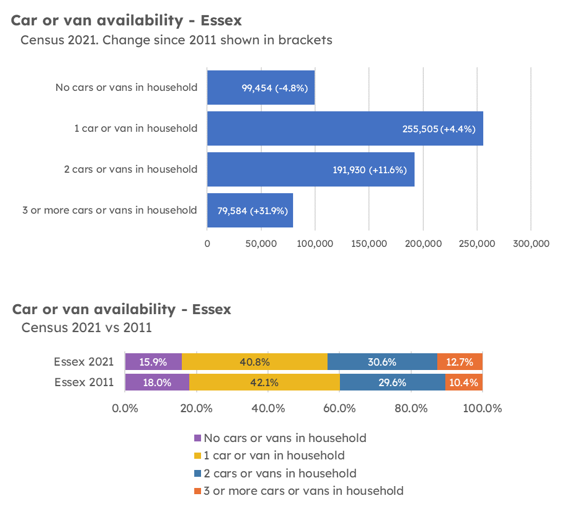 Car or van availability - Essex
Census 2021. Change since 2011 shown in brackets
No cars or vans in household
99,454 (-4.8%)
1 car or van in household
255,505 (+4.4%)
2 cars or vans in household
191,930 (+11.6%)
3 or more cars or vans in household
79,584 (+31.9%)
0 50,000 100,000 150,000 200,000 250,000 300,000
Car or van availability - Essex
Census 2021 vs 2011
Essex 2021 15.9% 40.8% 30.6% 12.7%
Essex 2011 18.0% 42.1% 29.6% 10.4%
0.0% 20.0% 40.0% 60.0% 80.0% 100.0%
No cars or vans in household
1 car or van in household
2 cars or vans in household
3 or more cars or vans in household